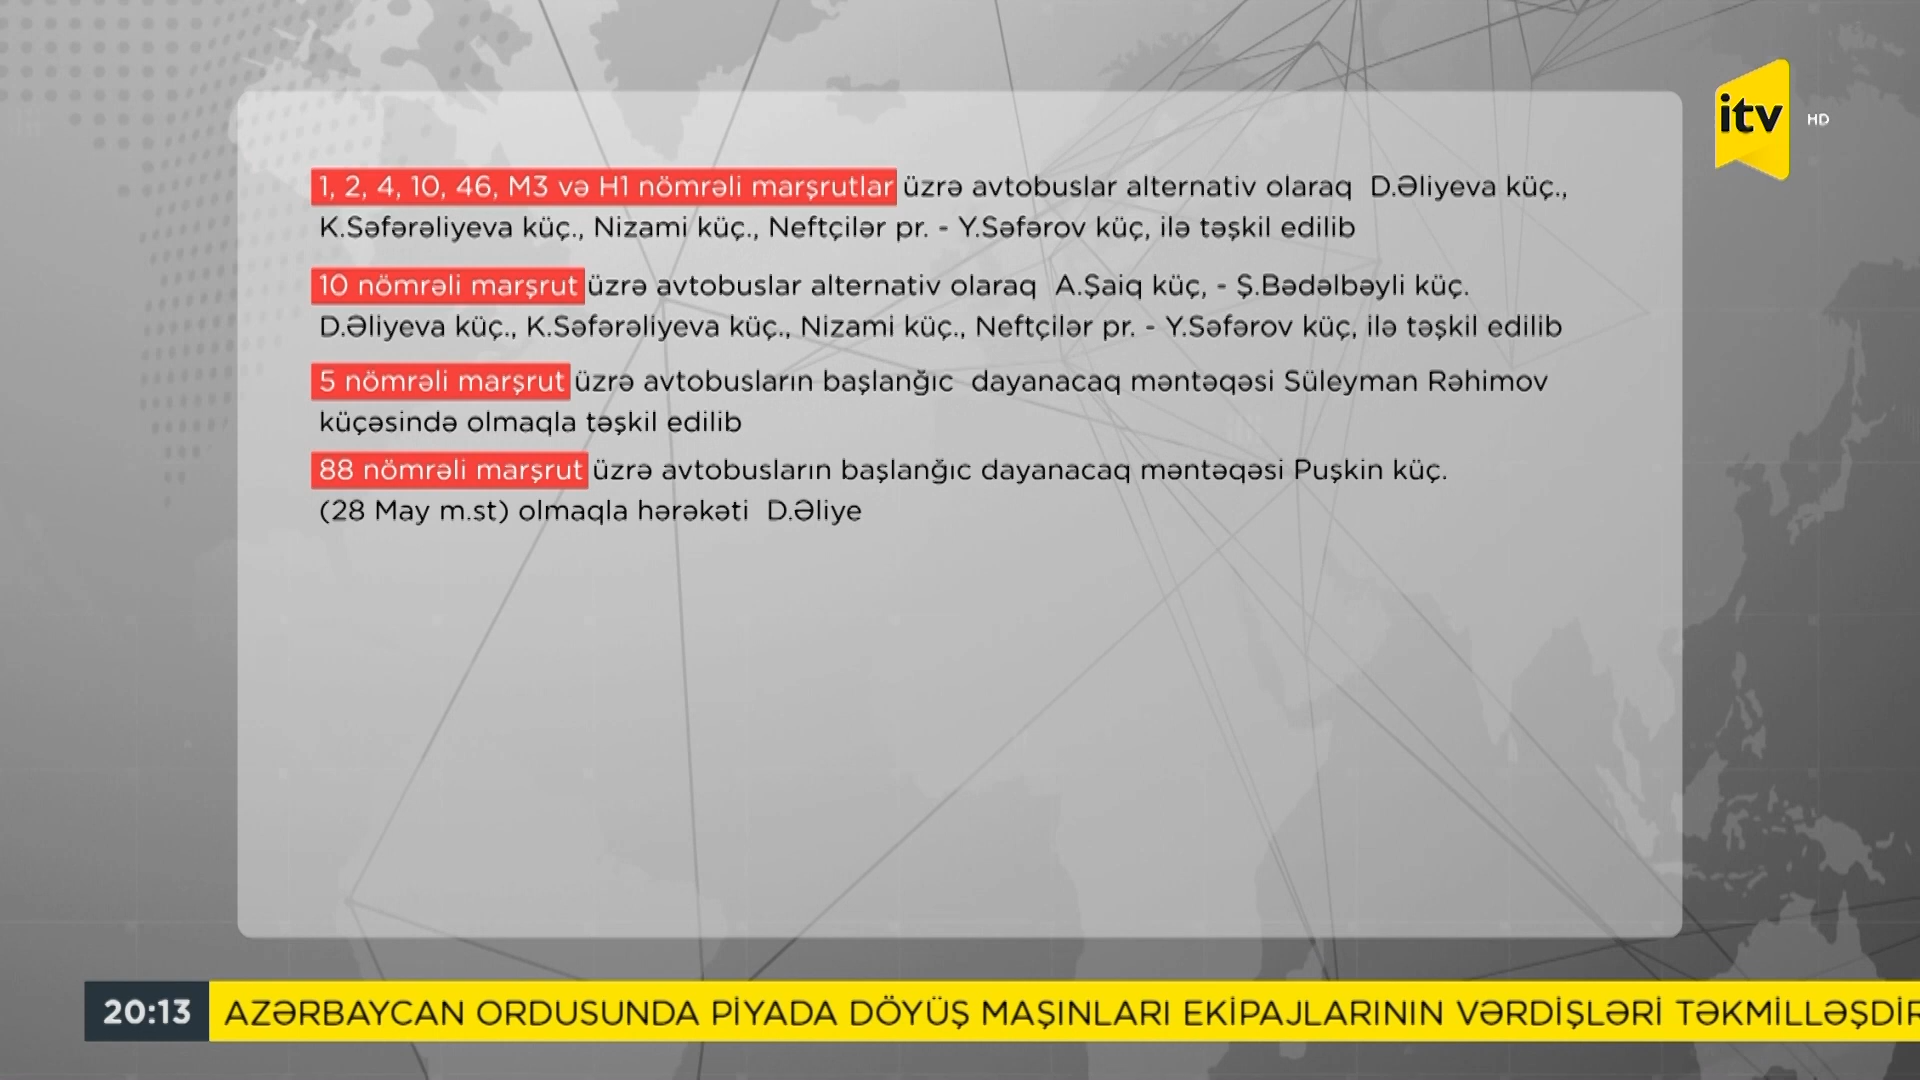 itv HD
1, 2, 4, 10, 46, M3 və H1 nömrəli marşrutlar üzrə avtobuslar alternativ olaraq D.Əliyeva küç.,
K.Səfərəliyeva küç., Nizami küç., Neftçilər pr. - Y.Səfərov küç, ilə təşkil edilib
10 nömrəli marşrut üzrə avtobuslar alternativ olaraq A.Şaiq küç, - Ş.Bədəlbəyli küç.
D.Əliyeva küç., K.Səfərəliyeva küç., Nizami küç., Neftçilər pr. - Y.Səfərov küç, ilə təşkil edilib
5 nömrəli marşrut üzrə avtobusların başlanğıc dayanacaq məntəqəsi Süleyman Rəhimov
küçəsində olmaqla təşkil edilib
88 nömrəli marşrut üzrə avtobusların başlanğıc dayanacaq məntəqəsi Puşkin küç.
(28 May m.st) olmaqla hərəkəti D.Əliye
20:13 AZƏRBAYCAN ORDUSUNDA PİYADA DÖYÜŞ MAŞINLARI EKİPAJLARININ VƏRDİŞLƏRİ TƏKMİLLƏŞDİR